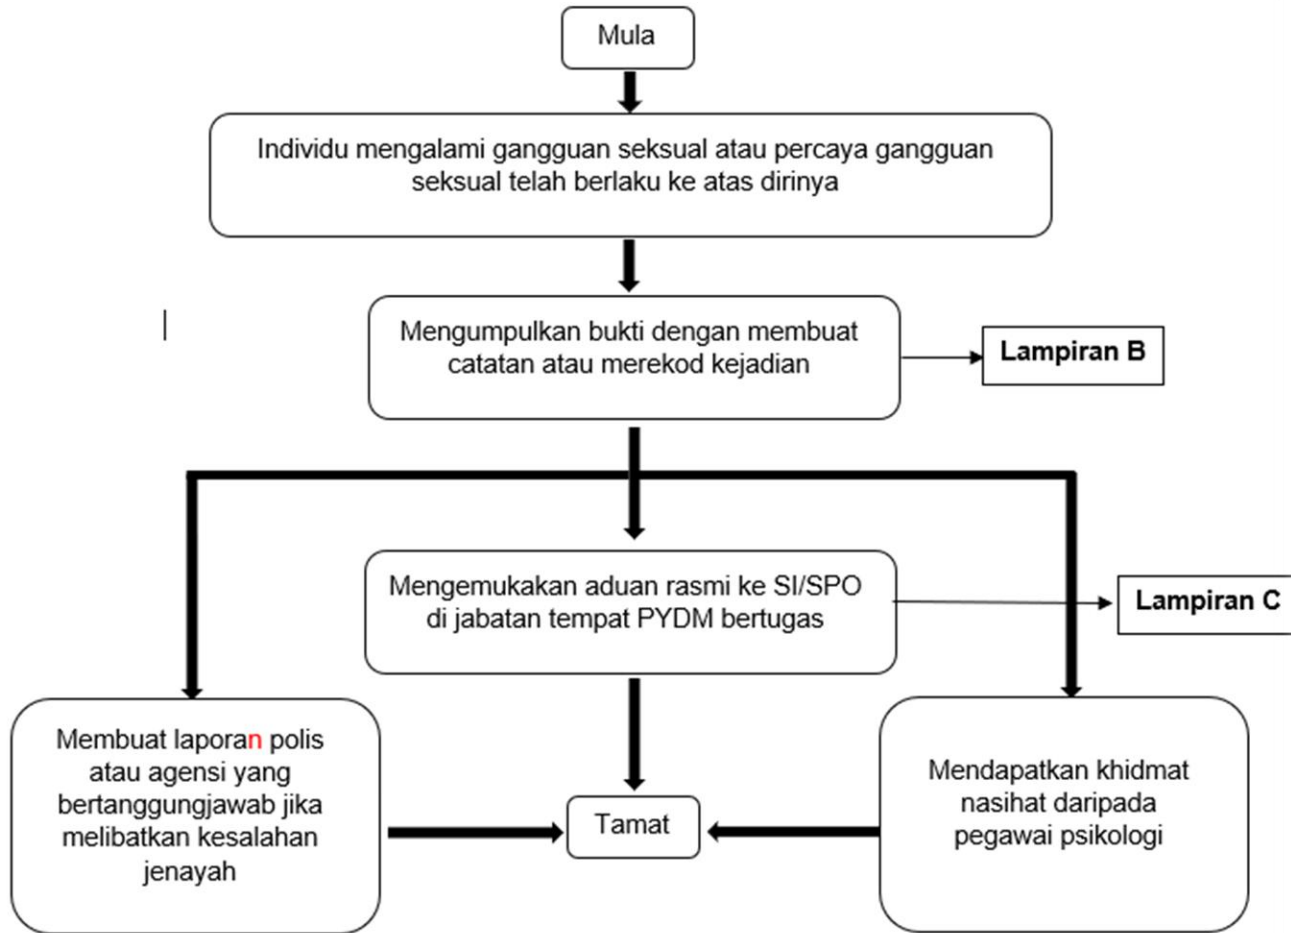 Mula
Individu mengalami gangguan seksual atau percaya gangguan
seksual telah berlaku ke atas dirinya
Mengumpulkan bukti dengan membuat
catatan atau merekod kejadian
Lampiran B
Mengemukakan aduan rasmi ke SI/SPO
di jabatan tempat PYDM bertugas
Lampiran C
Membuat laporan polis
atau agensi yang
bertanggungjawab jika
melibatkan kesalahan
jenayah
Tamat
Mendapatkan khidmat
nasihat daripada
pegawai psikologi